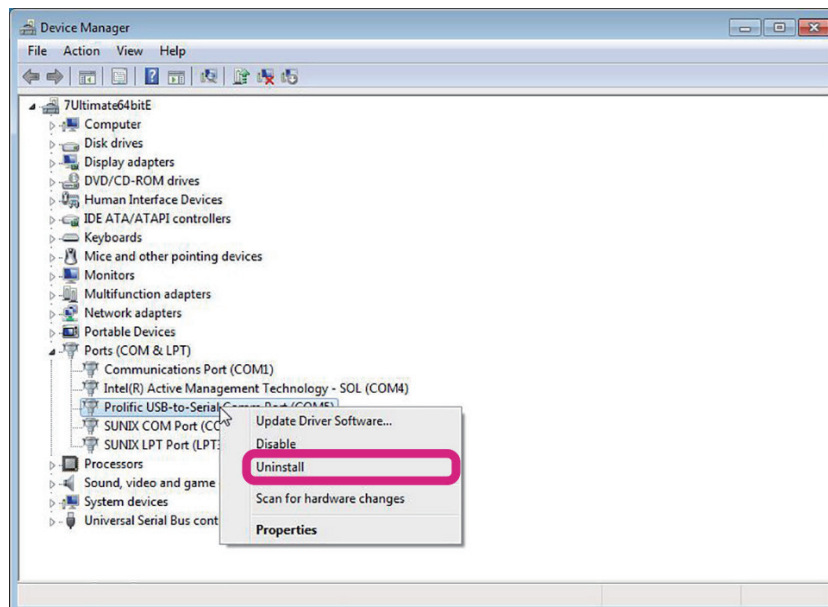 Device Manager
File Action View Help
7Ultimate64bitE
Computer
Disk drives
Display adapters
DVD/CD-ROM drives
Human Interface Devices
IDE ATA/ATAPI controllers
Keyboards
Mice and other pointing devices
Monitors
Multifunction adapters
Network adapters
Portable Devices
Ports (COM & LPT)
Communications Port (COM1)
Intel(R) Active Management Technology - SOL (COM4)
Prolific USB-to-Serial Comm Port (COM5)
SUNIX COM Port (CO
SUNIX LPT Port (LPT3
Processors
Sound, video and game
System devices
Universal Serial Bus cont
Update Driver Software...
Disable
Uninstall
Scan for hardware changes
Properties